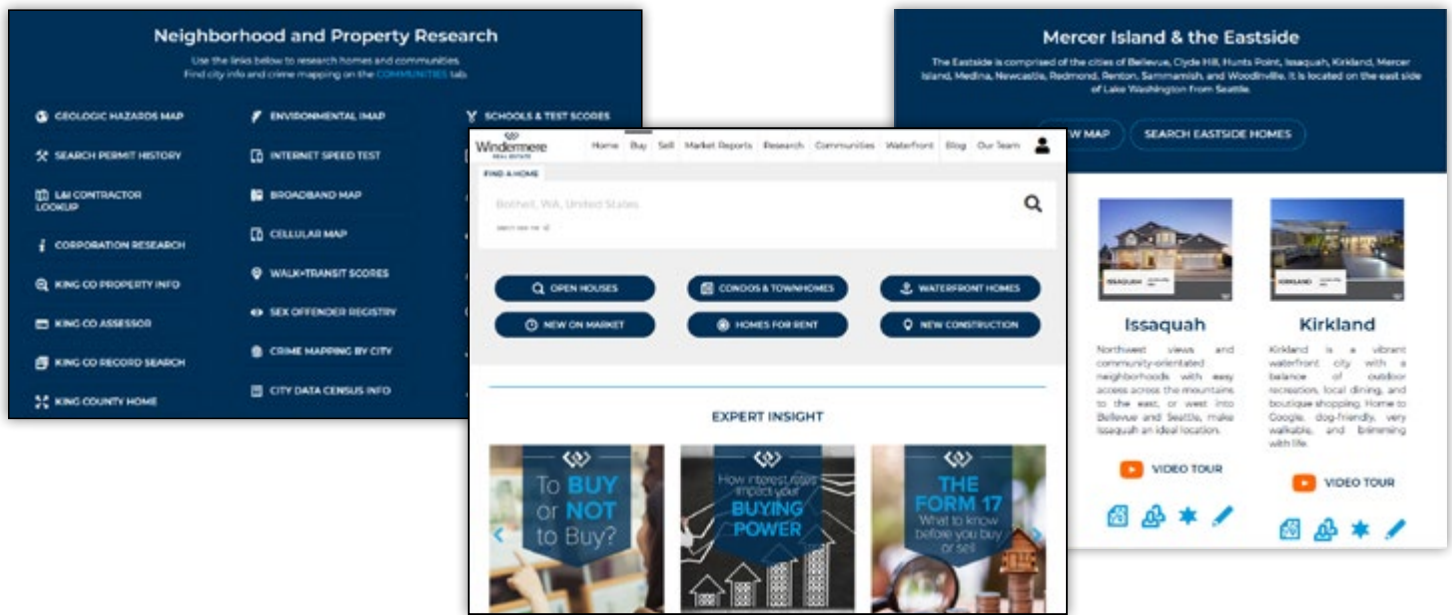 Neighborhood and Property Research
Use the links below to research homes and communities.
Find city info and crime mapping on the COMMUNITIES tab.
GEOLOGIC HAZARDS MAP
SEARCH PERMIT HISTORY
L&I CONTRACTOR
LOOKUP
CORPORATION RESEARCH
KING CO PROPERTY INFO
KING CO ASSESSOR
KING CO RECORD SEARCH
KING COUNTY HOME
ENVIRONMENTAL IMAP
INTERNET SPEED TEST
BROADBAND MAP
CELLULAR MAP
WALK+TRANSIT SCORES
SEX OFFENDER REGISTRY
CRIME MAPPING BY CITY
CITY DATA CENSUS INFO
SCHOOLS & TEST SCORES
Windermere
REAL ESTATE
Home Buy Sell Market Reports Research Communities Waterfront Blog Our Team
FIND A HOME
Bothell, WA, United States
OPEN HOUSES
CONDOS & TOWNHOMES
WATERFRONT HOMES
NEW ON MARKET
HOMES FOR RENT
NEW CONSTRUCTION
EXPERT INSIGHT
To BUY
or NOT
to Buy?
How interest rates
impact your
BUYING
POWER
THE
FORM 17
What to know
before you buy
or sell
Mercer Island & the Eastside
The Eastside is comprised of the cities of Bellevue, Clyde Hill, Hunts Point, Issaquah, Kirkland, Mercer
Island, Medina, Newcastle, Redmond, Renton, Sammamish, and Woodinville. It is located on the east side
of Lake Washington from Seattle.
W MAP
SEARCH EASTSIDE HOMES
ISSAQUAH
KIRKLAND
Issaquah
Northwest views and
community-orientated
neighborhoods with easy
access across the mountains
to the east, or west into
Bellevue and Seattle, make
Issaquah an ideal location.
VIDEO TOUR
Kirkland
Kirkland is a vibrant
waterfront city with a
balance of outdoor
recreation, local dining, and
boutique shopping. Home to
Google, dog-friendly, very
walkable, and brimming
with life.
VIDEO TOUR